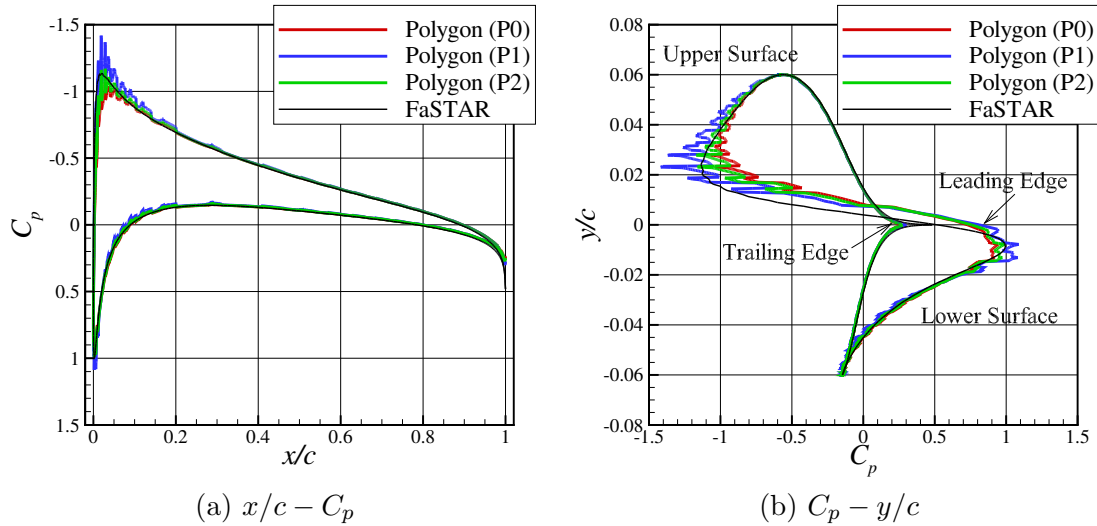 -1.5
-1
-0.5
0
0.5
1
1.5
C_p
0
0.2
0.4
0.6
0.8
1
x/c
Polygon (P0)
Polygon (P1)
Polygon (P2)
FaSTAR
(a) x/c − C_p
0.08
0.06
0.04
0.02
0
-0.02
-0.04
-0.06
-0.08
y/c
-1.5
-1
-0.5
0
0.5
1
1.5
C_p
Polygon (P0)
Polygon (P1)
Polygon (P2)
FaSTAR
Upper Surface
Leading Edge
Trailing Edge
Lower Surface
(b) C_p − y/c